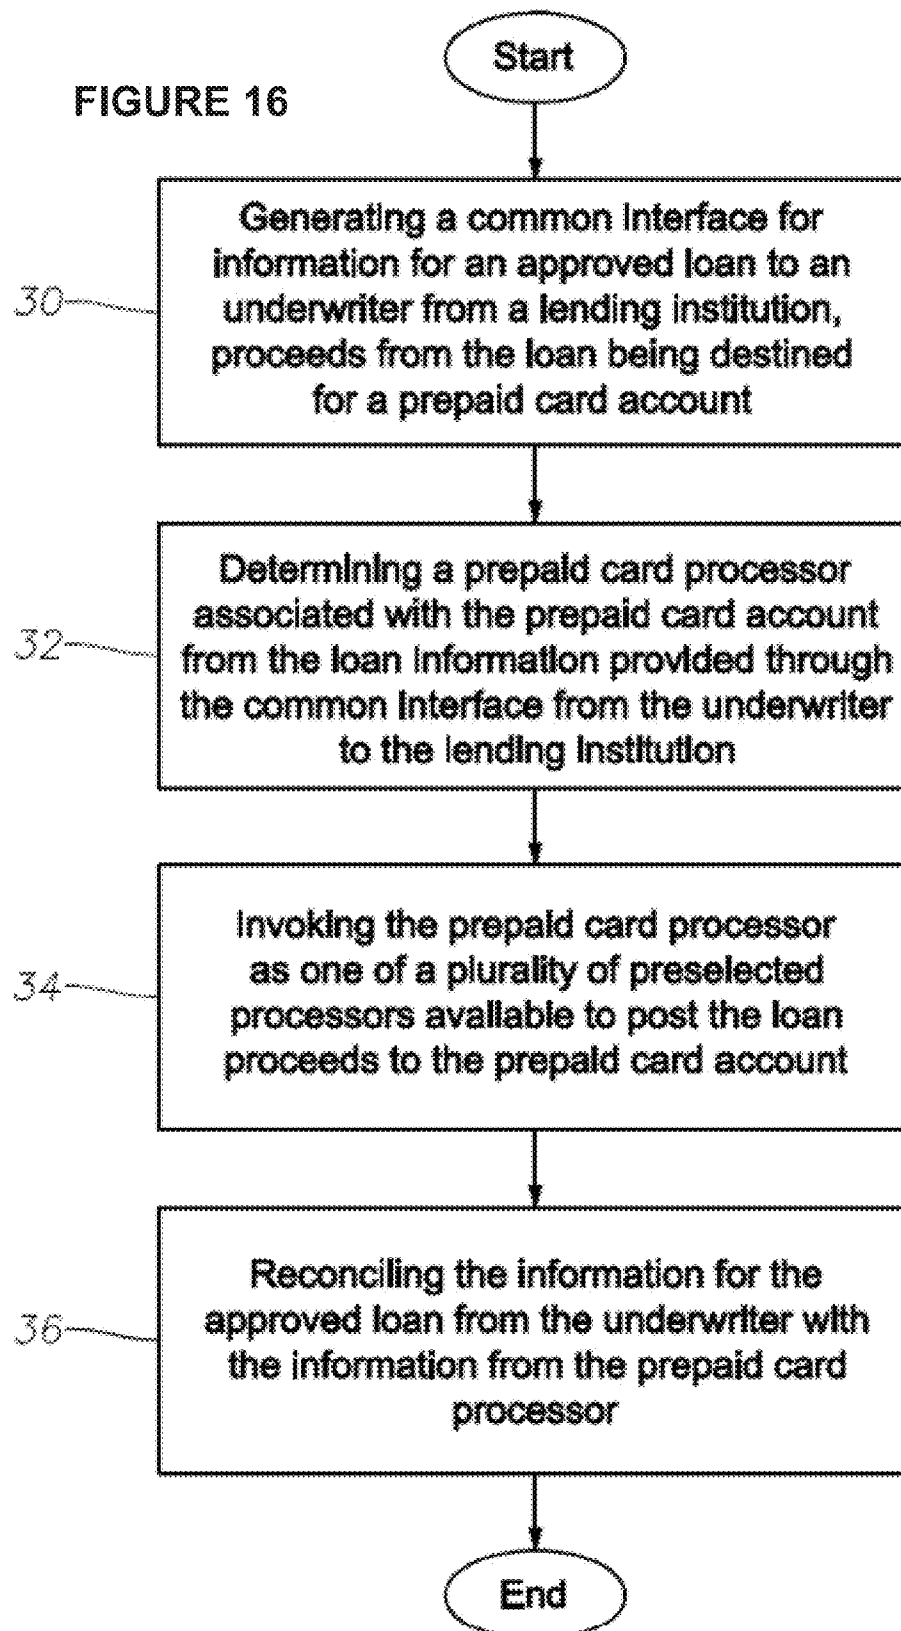 Start
FIGURE 16
Generating a common interface for
information for an approved loan to an
underwriter from a lending institution,
proceeds from the loan being destined
for a prepaid card account
30
Determining a prepaid card processor
associated with the prepaid card account
from the loan information provided through
the common interface from the underwriter
to the lending institution
32
Invoking the prepaid card processor
as one of a plurality of preselected
processors available to post the loan
proceeds to the prepaid card account
34
Reconciling the information for the
approved loan from the underwriter with
the information from the prepaid card
processor
36
End